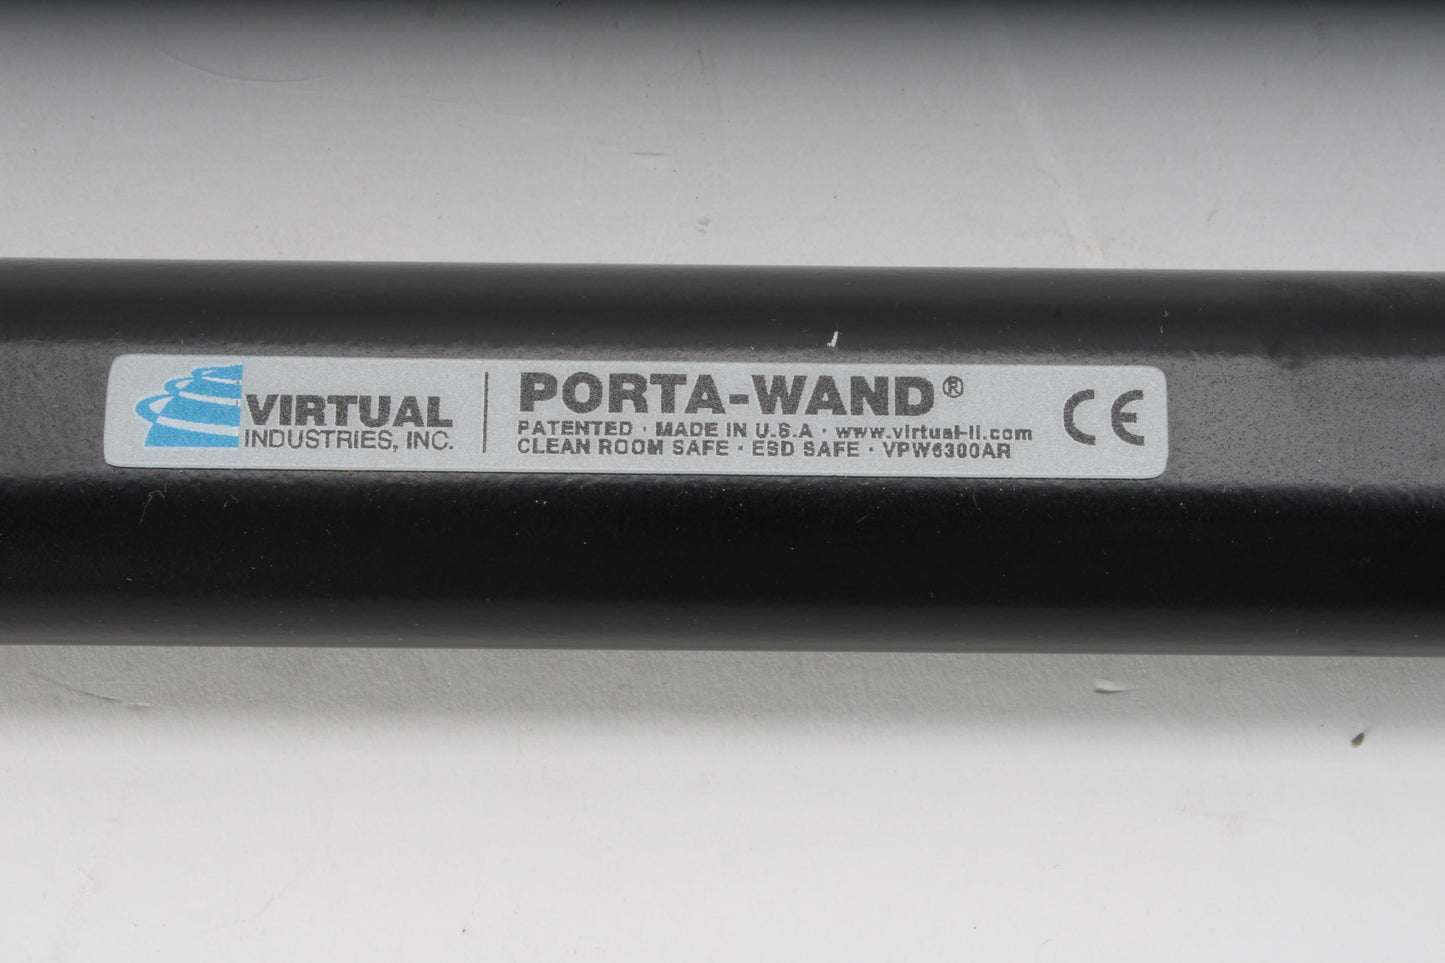 VIRTUAL
INDUSTRIES, INC.
PORTA-WAND®
PATENTED · MADE IN U.S.A · www.virtual-ii.com
CLEAN ROOM SAFE · ESD SAFE · VPW6300AR
CE